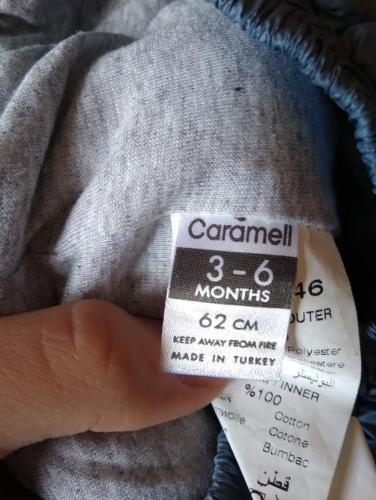 Caramell
3 - 6
MONTHS
62 CM
KEEP AWAY FROM FIRE
MADE IN TURKEY
46
OUTER
Polyester
INNER
%100
Cotton
Cotone
Bumbac
قطن